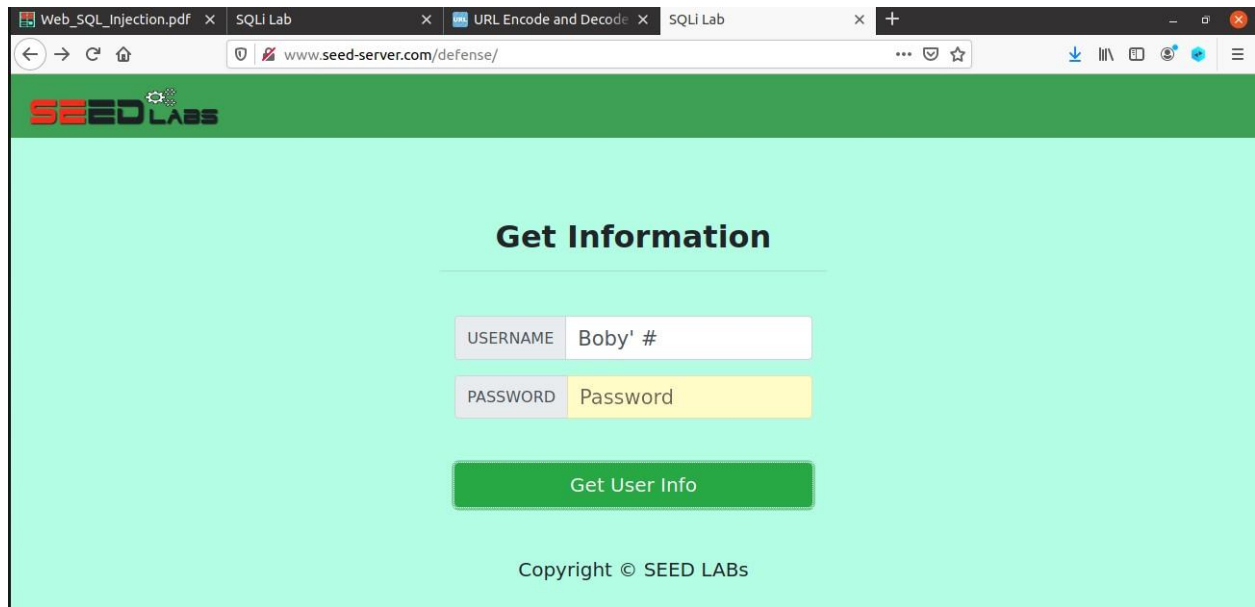 Web_SQL_Injection.pdf
SQLi Lab
URL Encode and Decode
SQLi Lab
www.seed-server.com/defense/
SEED LABS
Get Information
USERNAME
Boby' #
PASSWORD
Password
Get User Info
Copyright © SEED LABs